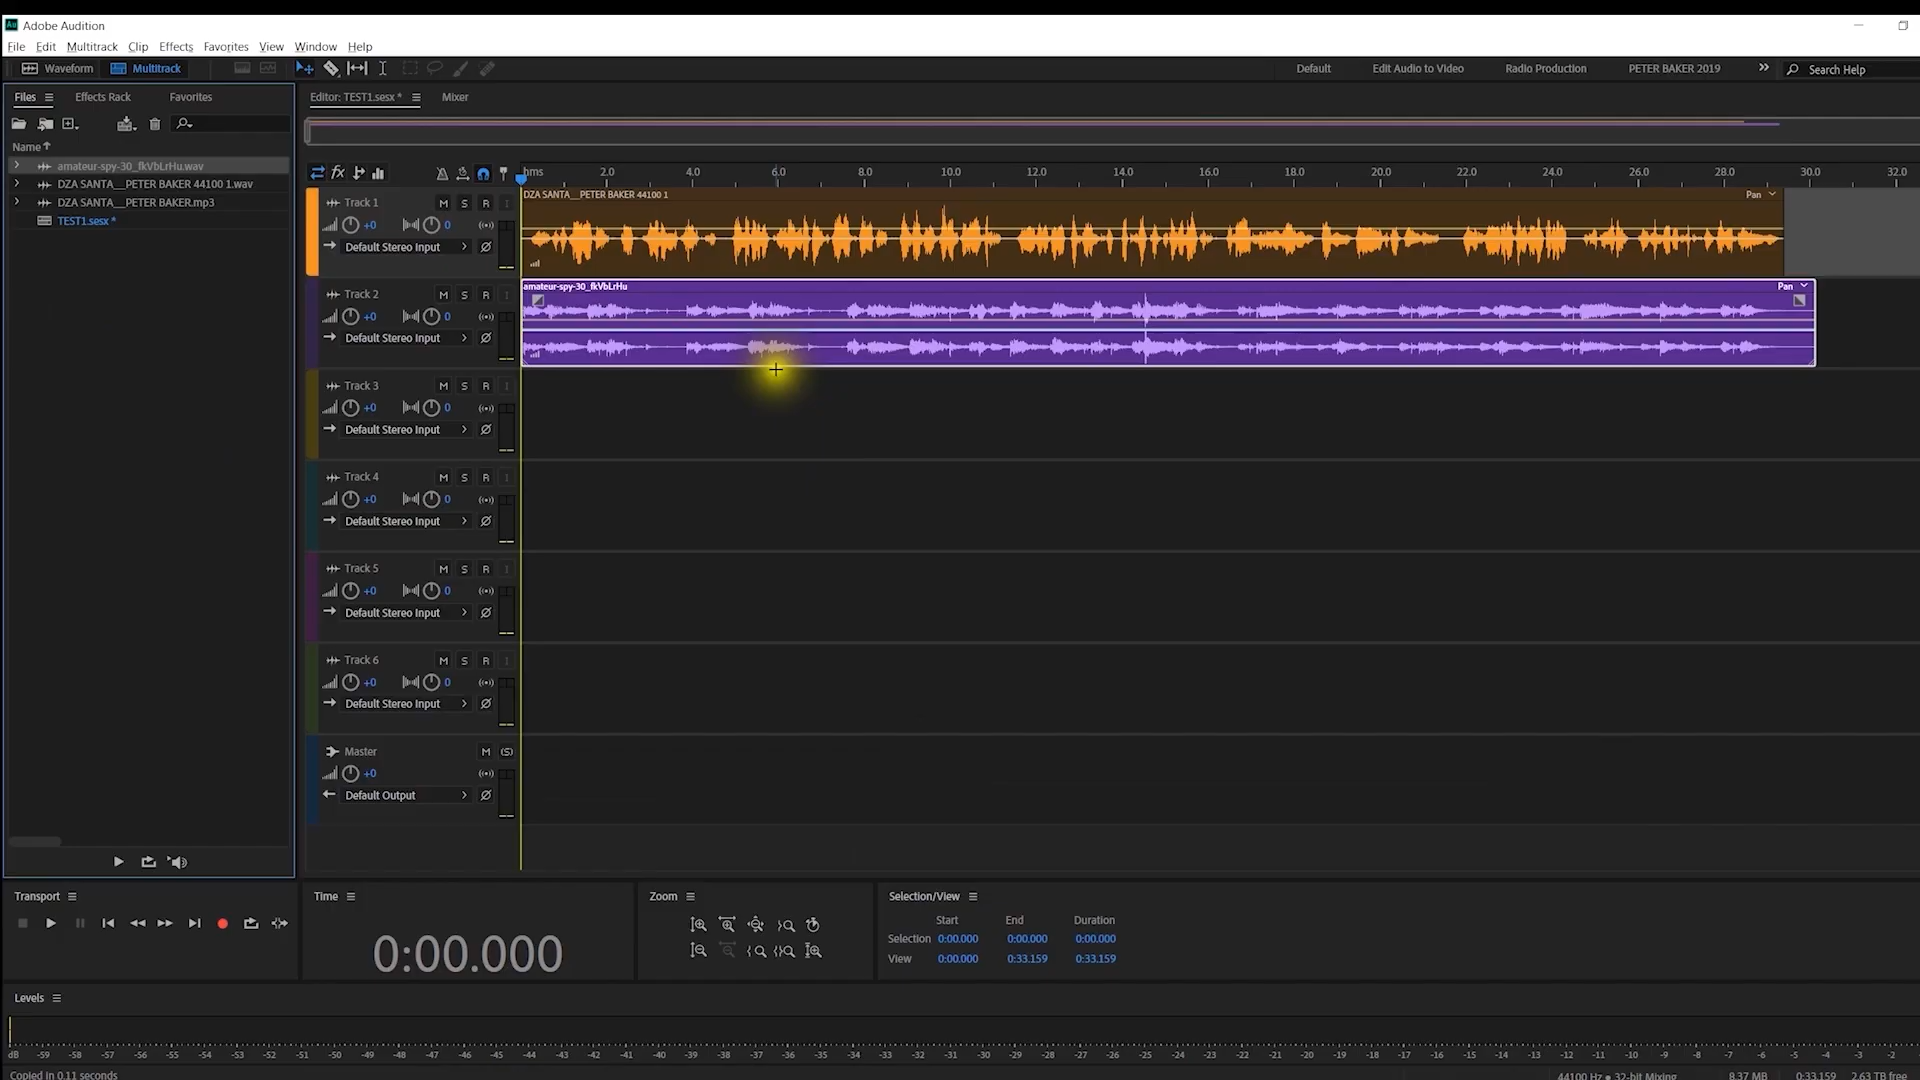 Adobe Audition
File Edit Multitrack Clip Effects Favorites View Window Help
Waveform Multitrack Default Edit Audio to Video Radio Production PETER BAKER 2019 Search Help
Files Effects Rack Favorites
Editor: TEST1.sesx * Mixer
Name
amateur-spy-30_fkVbLrHu.wav
DZA SANTA__PETER BAKER 44100 1.wav
DZA SANTA__PETER BAKER.mp3
TEST1.sesx *
hms 2.0 4.0 6.0 8.0 10.0 12.0 14.0 16.0 18.0 20.0 22.0 24.0 26.0 28.0 30.0 32.0
Track 1 M S R I
+0 0
Default Stereo Input
DZA SANTA__PETER BAKER 44100 1 Pan
Track 2 M S R I
+0 0
Default Stereo Input
amateur-spy-30_fkVbLrHu Pan
Track 3 M S R I
+0 0
Default Stereo Input
Track 4 M S R I
+0 0
Default Stereo Input
Track 5 M S R I
+0 0
Default Stereo Input
Track 6 M S R I
+0 0
Default Stereo Input
Master M (S)
+0
Default Output
Transport
Time
0:00.000
Zoom
Selection/View
Start End Duration
Selection 0:00.000 0:00.000 0:00.000
View 0:00.000 0:33.159 0:33.159
Levels
dB -59 -58 -57 -56 -55 -54 -53 -52 -51 -50 -49 -48 -47 -46 -45 -44 -43 -42 -41 -40 -39 -38 -37 -36 -35 -34 -33 -32 -31 -30 -29 -28 -27 -26 -25 -24 -23 -22 -21 -20 -19 -18 -17 -16 -15 -14 -13 -12 -11 -10 -9 -8 -7 -6 -5 -4 -3 -2
Copied in 0.11 seconds 44100 Hz • 32-bit Mixing 8.37 MB 0:33.159 2.63 TB free